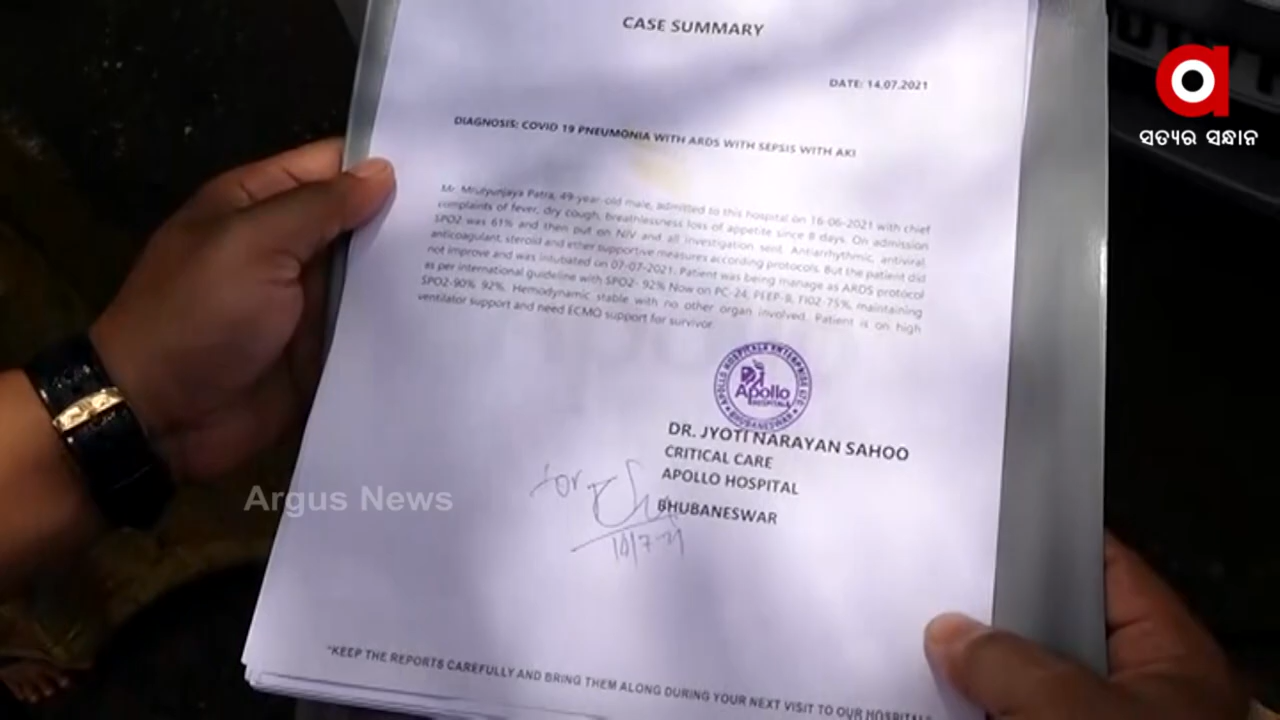 CASE SUMMARY
DATE: 14.07.2021
DIAGNOSIS: COVID 19 PNEUMONIA WITH ARDS WITH SEPSIS WITH AKI
Mr. Mrutyunjaya Patra, 49-year-old male, admitted to this hospital on 16-06-2021 with chief
complaints of fever, dry cough, breathlessness loss of appetite since 8 days. On admission
SPO2 was 61% and then put on NIV and all investigation sent. Antiarrhythmic, antiviral,
anticoagulant, steroid and other supportive measures according protocols. But the patient did
not improve and was intubated on 07-07-2021. Patient was being manage as ARDS protocol
as per international guideline with SPO2- 92% Now on PC-24, PEEP-8, FIO2-75%, maintaining
SPO2-90% 92%. Hemodynamic stable with no other organ involved. Patient is on high
ventilator support and need ECMO support for survivor.
APOLLO HOSPITALS ENTERPRISE LTD
Apollo
HOSPITALS
BHUBANESWAR
DR. JYOTI NARAYAN SAHOO
CRITICAL CARE
APOLLO HOSPITAL
BHUBANESWAR
for
"KEEP THE REPORTS CAREFULLY AND BRING THEM ALONG DURING YOUR NEXT VISIT TO OUR HOSPITAL
Argus News
ସତ୍ୟର ସନ୍ଧାନ